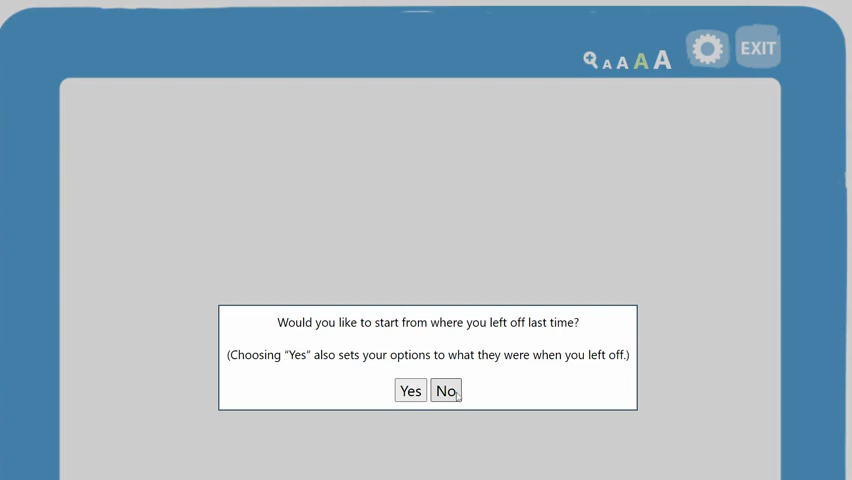 A A A A EXIT
Would you like to start from where you left off last time?
(Choosing "Yes" also sets your options to what they were when you left off.)
Yes No